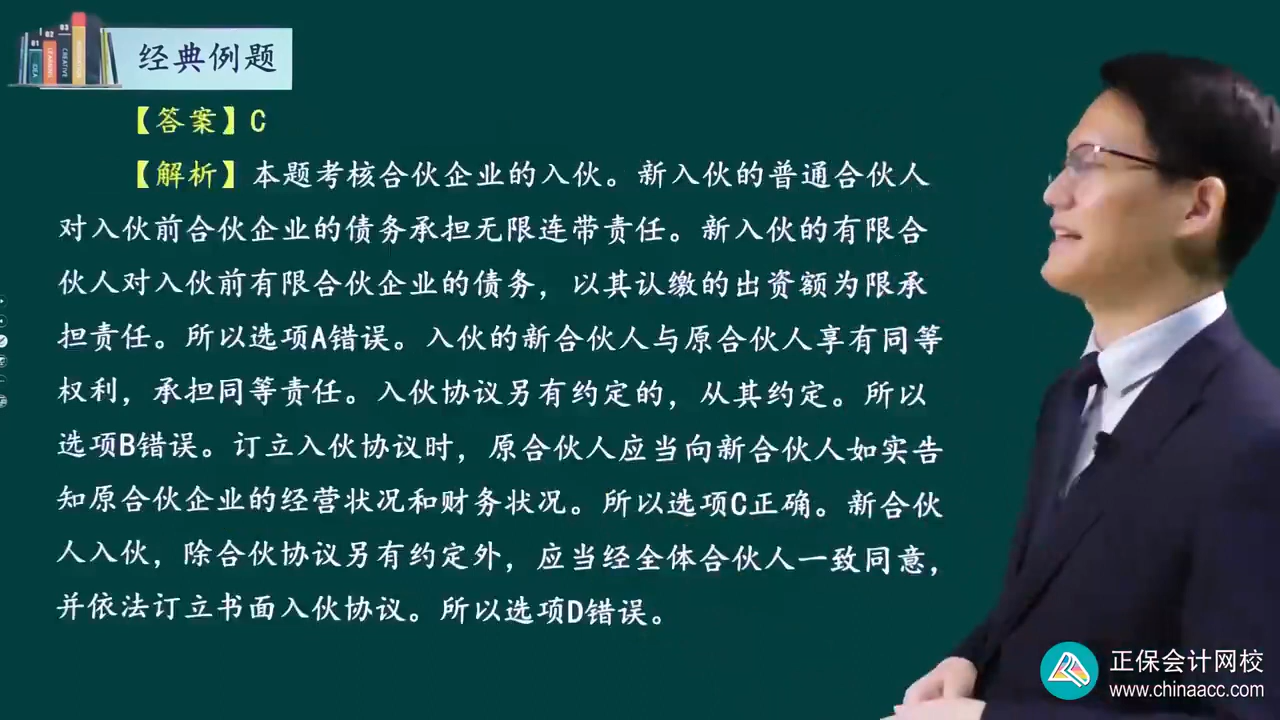 01
02
03
IDEA
LEARNING
CREATIVE
经典例题
【答案】C
【解析】本题考核合伙企业的入伙。新入伙的普通合伙人
对入伙前合伙企业的债务承担无限连带责任。新入伙的有限合
伙人对入伙前有限合伙企业的债务，以其认缴的出资额为限承
担责任。所以选项A错误。入伙的新合伙人与原合伙人享有同等
权利，承担同等责任。入伙协议另有约定的，从其约定。所以
选项B错误。订立入伙协议时，原合伙人应当向新合伙人如实告
知原合伙企业的经营状况和财务状况。所以选项C正确。新合伙
人入伙，除合伙协议另有约定外，应当经全体合伙人一致同意，
并依法订立书面入伙协议。所以选项D错误。
正保会计网校
www.chinaacc.com